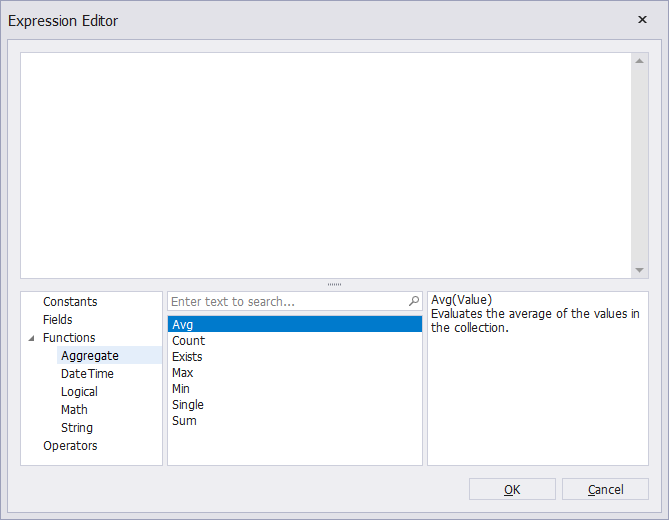 Expression Editor
Constants
Fields
Functions
Aggregate
DateTime
Logical
Math
String
Operators
Enter text to search...
Avg
Count
Exists
Max
Min
Single
Sum
Avg(Value)
Evaluates the average of the values in
the collection.
OK
Cancel